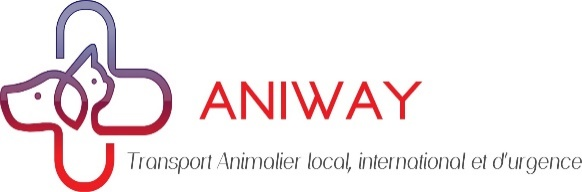 ANIWAY
Transport Animalier local, international et d'urgence